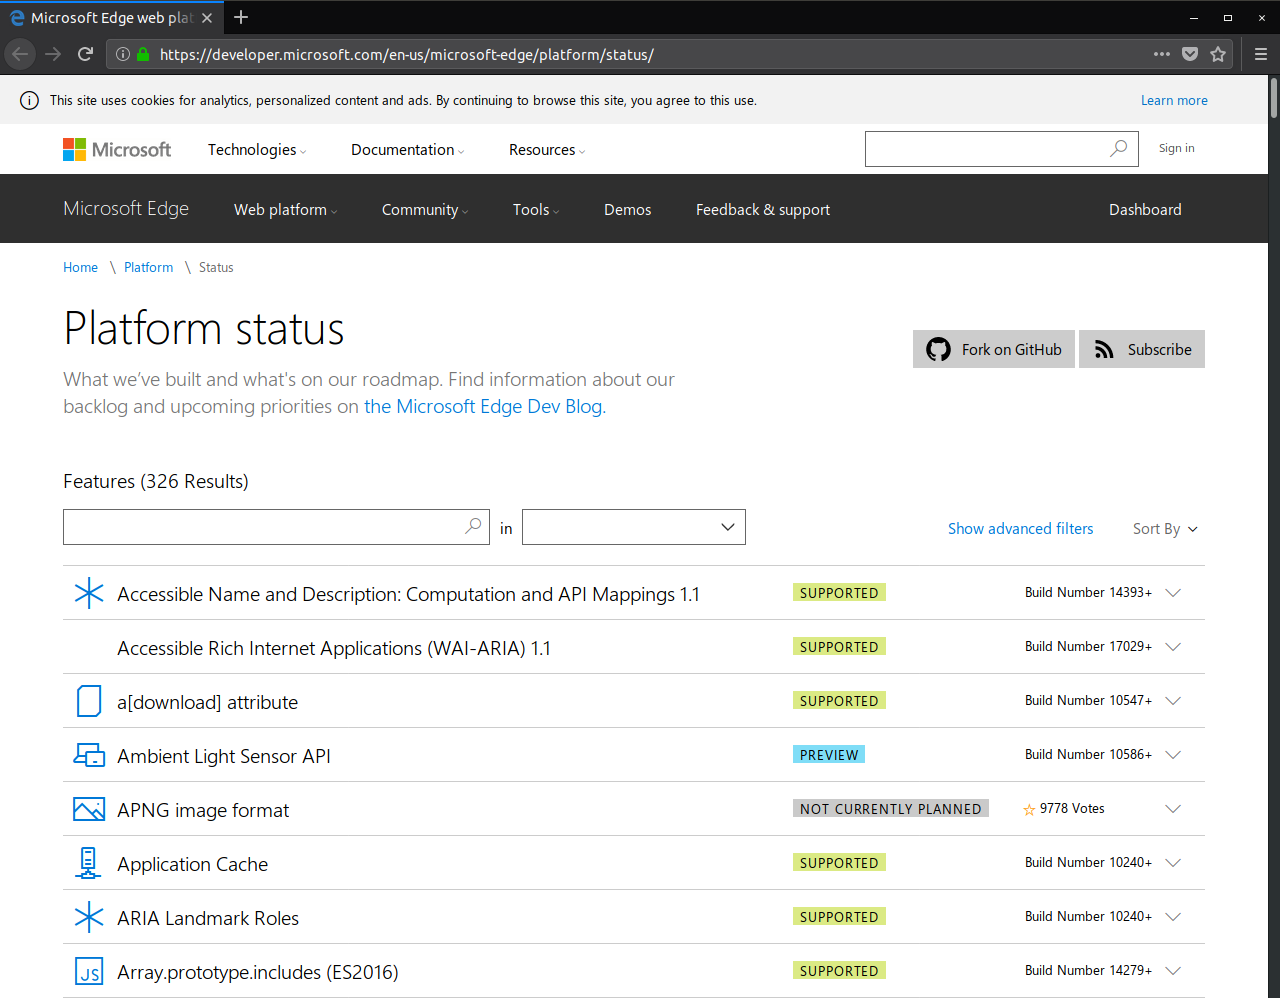 Microsoft Edge web plat
https://developer.microsoft.com/en-us/microsoft-edge/platform/status/
This site uses cookies for analytics, personalized content and ads. By continuing to browse this site, you agree to this use. Learn more
Microsoft Technologies Documentation Resources Sign in
Microsoft Edge Web platform Community Tools Demos Feedback & support Dashboard
Home \ Platform \ Status
Platform status
Fork on GitHub Subscribe
What we’ve built and what's on our roadmap. Find information about our
backlog and upcoming priorities on the Microsoft Edge Dev Blog.
Features (326 Results)
in Show advanced filters Sort By
Accessible Name and Description: Computation and API Mappings 1.1 SUPPORTED Build Number 14393+
Accessible Rich Internet Applications (WAI-ARIA) 1.1 SUPPORTED Build Number 17029+
a[download] attribute SUPPORTED Build Number 10547+
Ambient Light Sensor API PREVIEW Build Number 10586+
APNG image format NOT CURRENTLY PLANNED 9778 Votes
Application Cache SUPPORTED Build Number 10240+
ARIA Landmark Roles SUPPORTED Build Number 10240+
JS Array.prototype.includes (ES2016) SUPPORTED Build Number 14279+